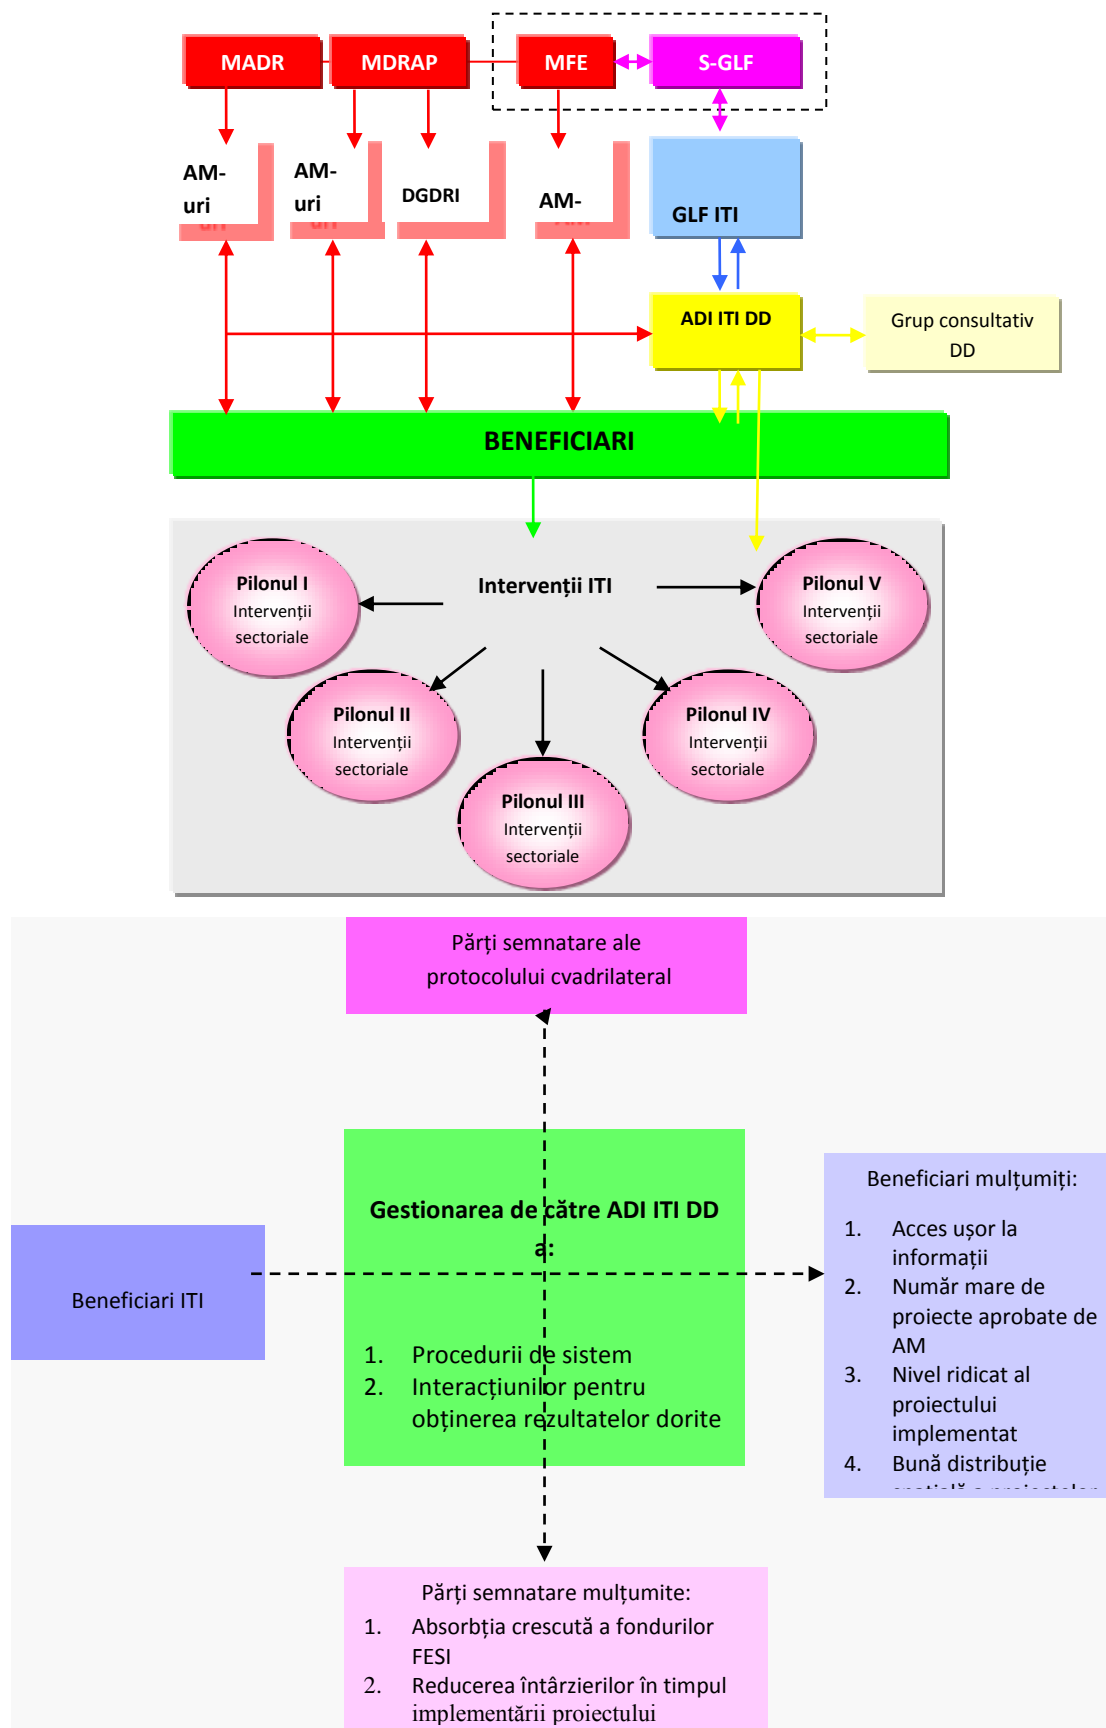 MADR
MDRAP
MFE
S-GLF
AM-
uri
AM-
uri
DGDRI
AM-
GLF ITI
ADI ITI DD
Grup consultativ
DD
BENEFICIARI
Intervenții ITI
Pilonul I
Intervenții
sectoriale
Pilonul V
Intervenții
sectoriale
Pilonul II
Intervenții
sectoriale
Pilonul IV
Intervenții
sectoriale
Pilonul III
Intervenții
sectoriale
Părți semnatare ale
protocolului cvadrilateral
Gestionarea de către ADI ITI DD
a:
1. Procedurii de sistem
2. Interacțiunilor pentru
obținerea rezultatelor dorite
Beneficiari ITI
Beneficiari mulțumiți:
1. Acces ușor la
informații
2. Număr mare de
proiecte aprobate de
AM
3. Nivel ridicat al
proiectului
implementat
4. Bună distribuție
spațială a proiectelor
Părți semnatare mulțumite:
1. Absorbția crescută a fondurilor
FESI
2. Reducerea întârzierilor în timpul
implementării proiectului